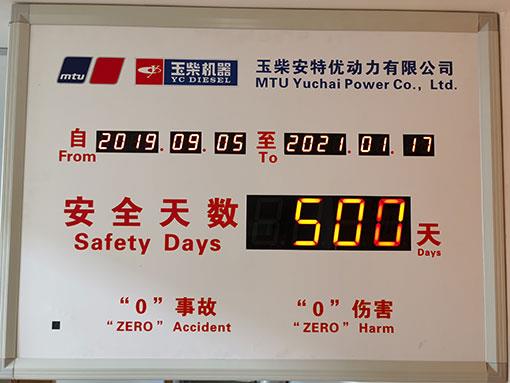 mtu 玉柴机器 玉柴安特优动力有限公司
YC DIESEL MTU Yuchai Power Co., Ltd.
自 2019.09.05 至 2021.01.17
From To
安全天数 500 天
Safety Days Days
“0”事故 “0”伤害
“ZERO” Accident “ZERO” Harm